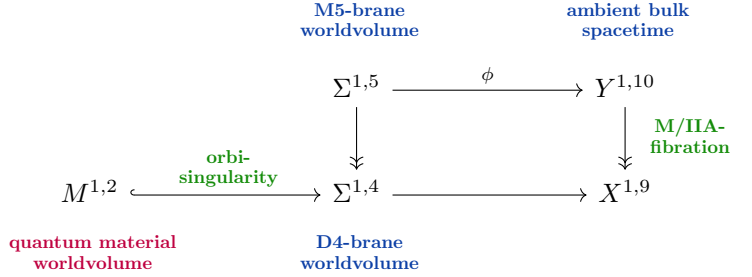 M5-brane
worldvolume
ambient bulk
spacetime
Σ^{1,5}
ϕ
Y^{1,10}
M/IIA-
fibration
orbi-
singularity
M^{1,2}
Σ^{1,4}
X^{1,9}
quantum material
worldvolume
D4-brane
worldvolume